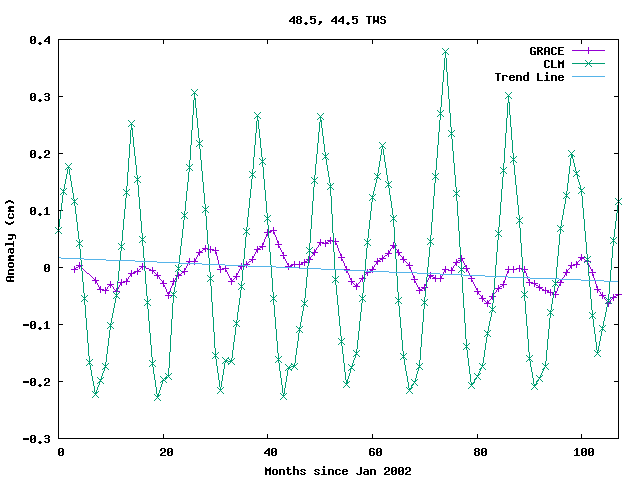 48.5, 44.5 TWS
GRACE
CLM
Trend Line
Anomaly (cm)
0.4
0.3
0.2
0.1
0
-0.1
-0.2
-0.3
0 20 40 60 80 100
Months since Jan 2002